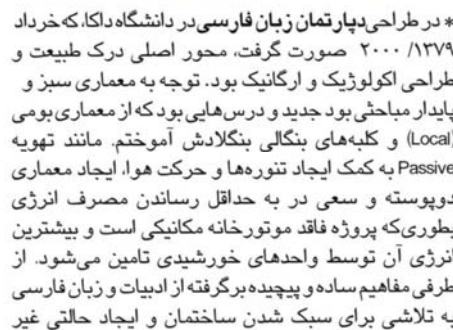 * در طراحی دپارتمان زبان فارسی در دانشگاه داکا، که خرداد
۱۳۷۹/ ۲۰۰۰ صورت گرفت، محور اصلی درک طبیعت و
طراحی اکولوژیک و ارگانیک بود. توجه به معماری سبز و
پایدار مباحثی بود جدید و درس‌هایی بود که از معماری بومی
(Local) و کلبه‌های بنگالی بنگلادش آموختم. مانند تهویه
Passive به کمک ایجاد تنوره‌ها و حرکت هوا، ایجاد معماری
دوپوسته و سعی در به حداقل رساندن مصرف انرژی
بطوری‌که پروژه فاقد موتورخانه مکانیکی است و بیشترین
انرژی آن توسط واحدهای خورشیدی تامین می‌شود. از
طرفی مفاهیم ساده و پیچیده برگرفته از ادبیات و زبان فارسی
به تلاشی برای سبک شدن ساختمان و ایجاد حالتی غیر